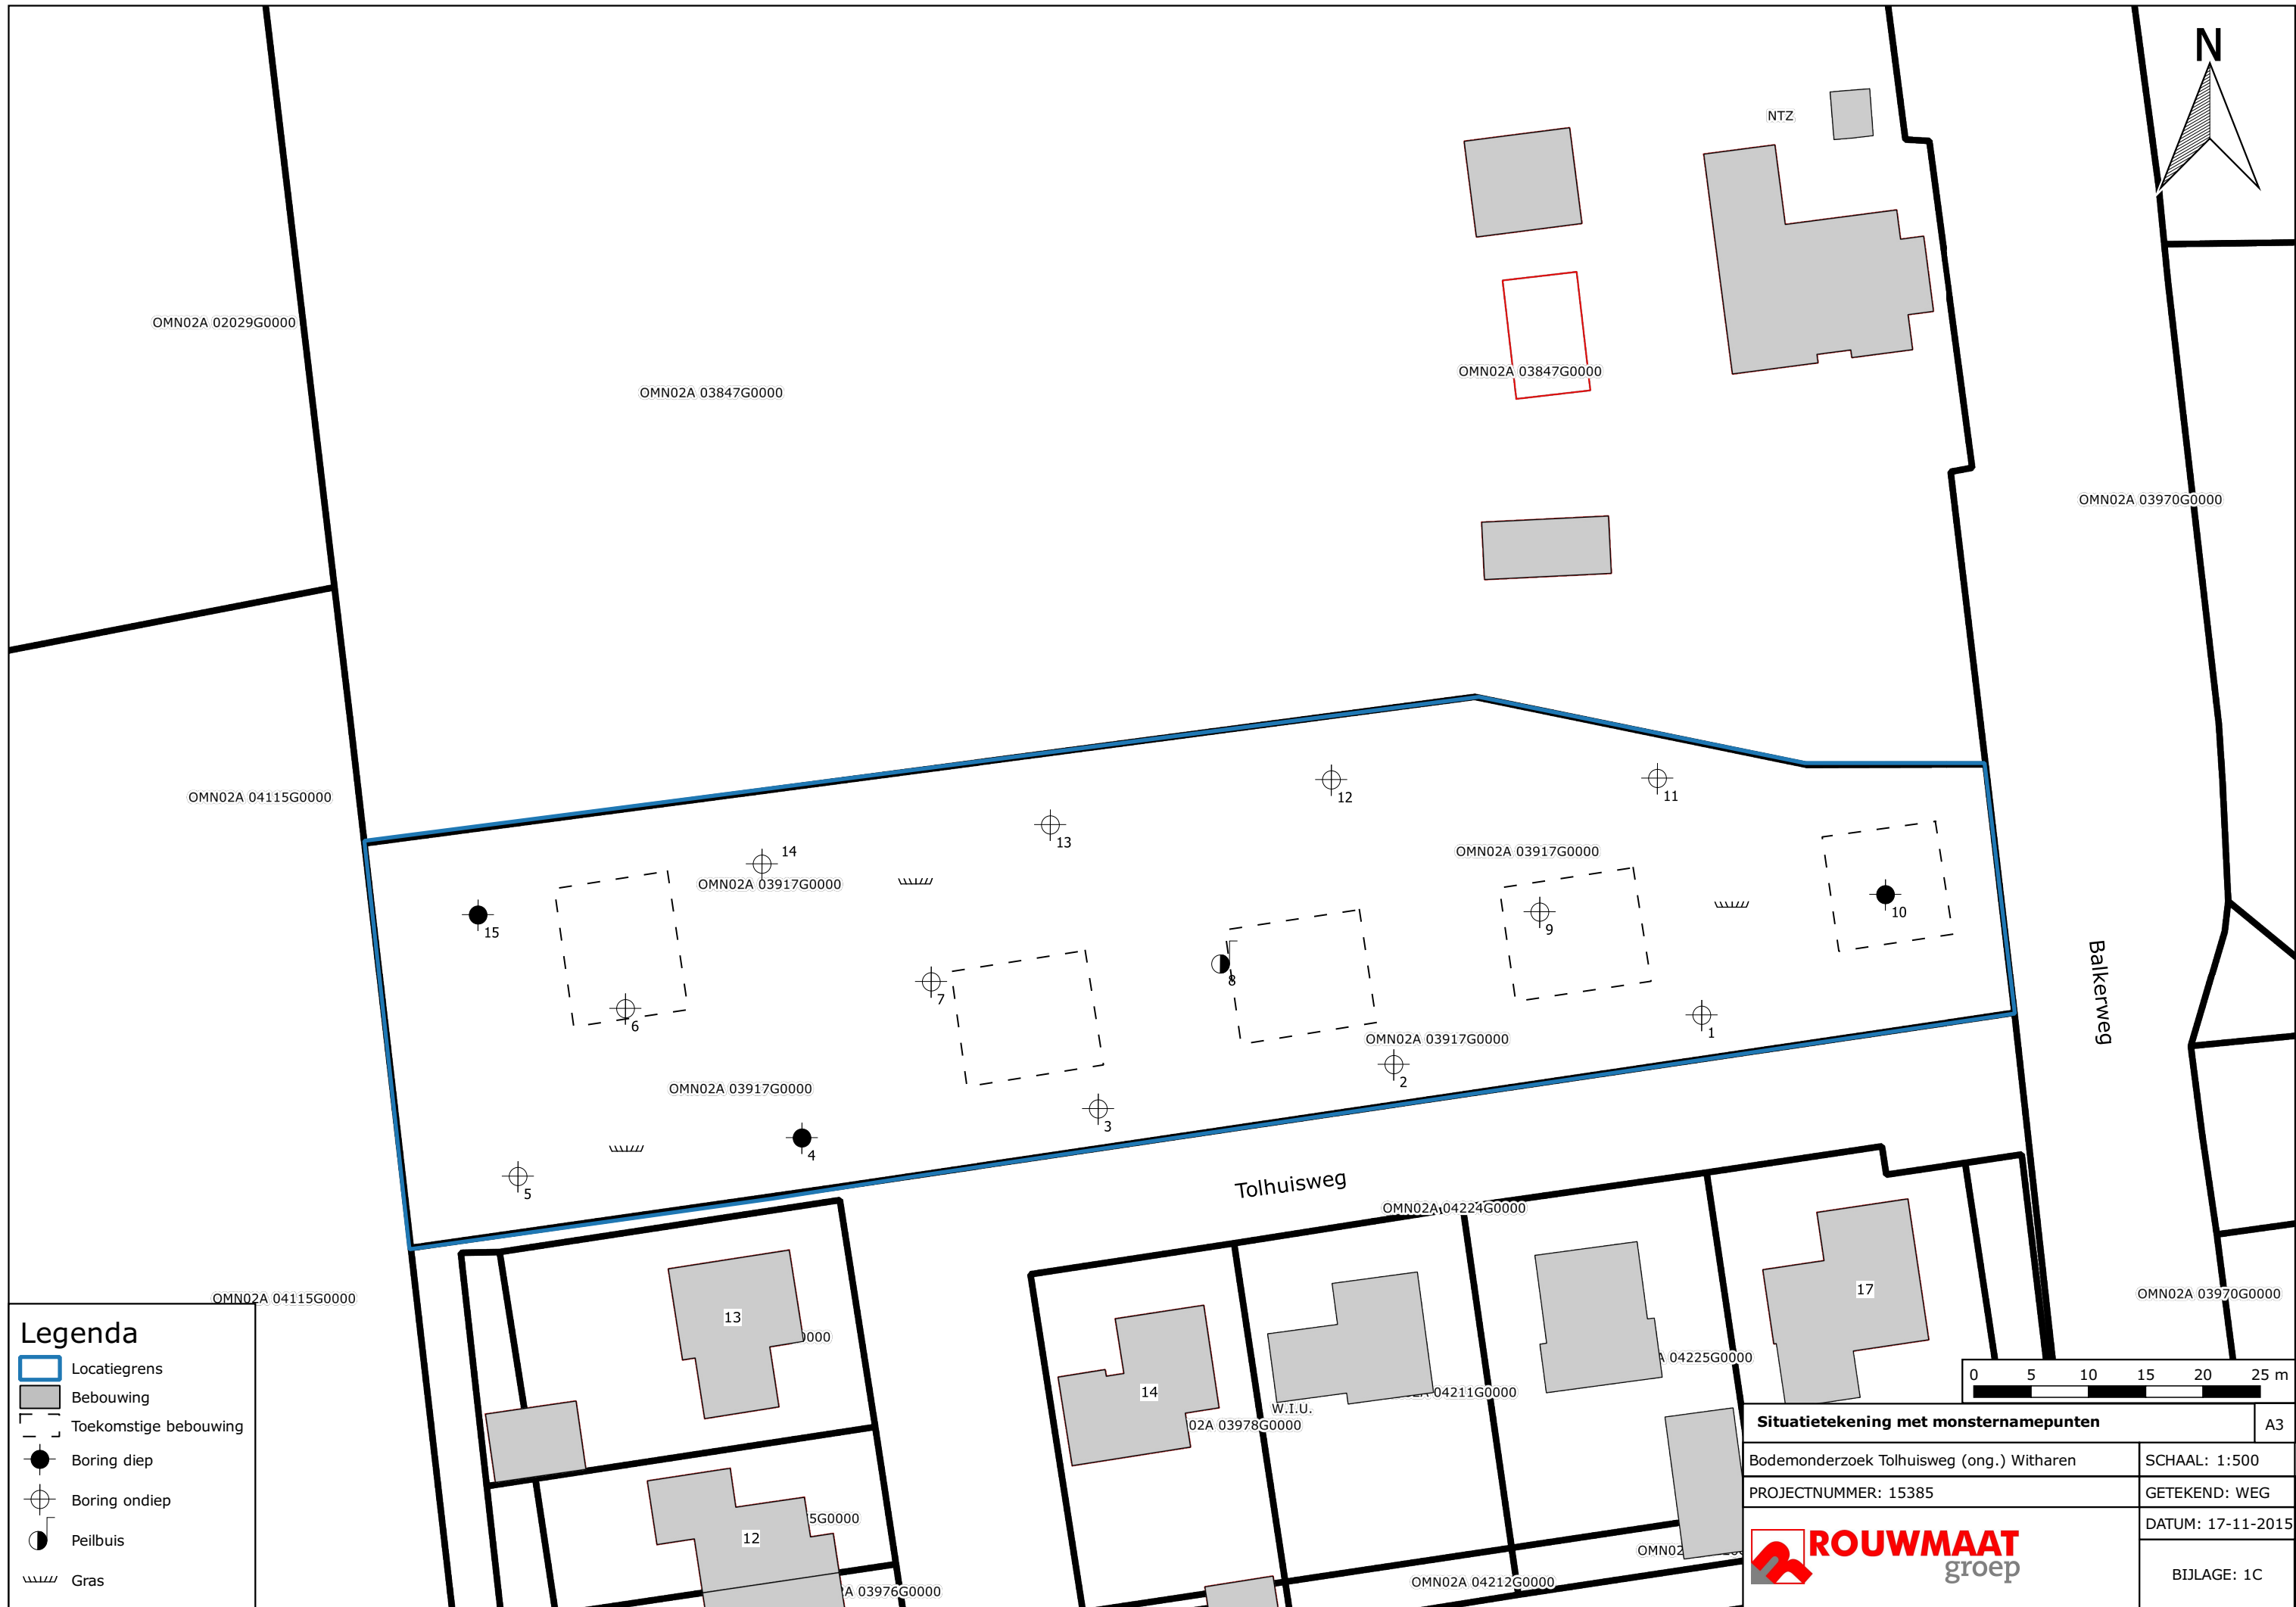 N
NTZ
OMN02A 02029G0000
OMN02A 03847G0000
OMN02A 03847G0000
OMN02A 03970G0000
OMN02A 04115G0000
12
11
13
14
OMN02A 03917G0000
OMN02A 03917G0000
15
10
9
8
7
6
1
OMN02A 03917G0000
2
OMN02A 03917G0000
3
4
5
Balkerweg
Tolhuisweg
OMN02A 04224G0000
OMN02A 04115G0000
OMN02A 03970G0000
13
0000
17
14
A 04225G0000
04211G0000
W.I.U.
02A 03978G0000
12
5G0000
A 03976G0000
OMN02A 04212G0000
OMN02
Legenda
Locatiegrens
Bebouwing
Toekomstige bebouwing
Boring diep
Boring ondiep
Peilbuis
Gras
0 5 10 15 20 25 m
Situatietekening met monsternamepunten
A3
Bodemonderzoek Tolhuisweg (ong.) Witharen
SCHAAL: 1:500
PROJECTNUMMER: 15385
GETEKEND: WEG
DATUM: 17-11-2015
ROUWMAAT
groep
BIJLAGE: 1C